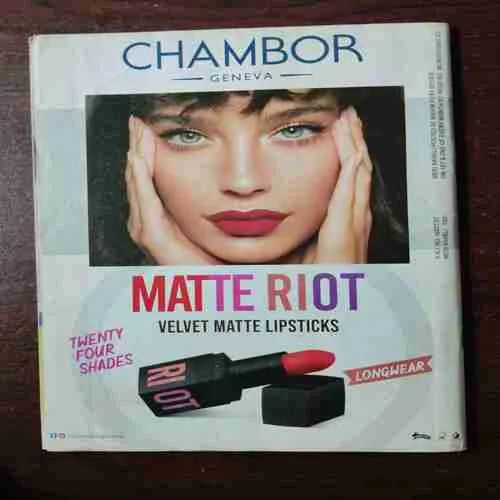 CHAMBOR
GENEVA
MATTE RIOT
VELVET MATTE LIPSTICKS
TWENTY
FOUR
SHADES
RIOT
LONGWEAR